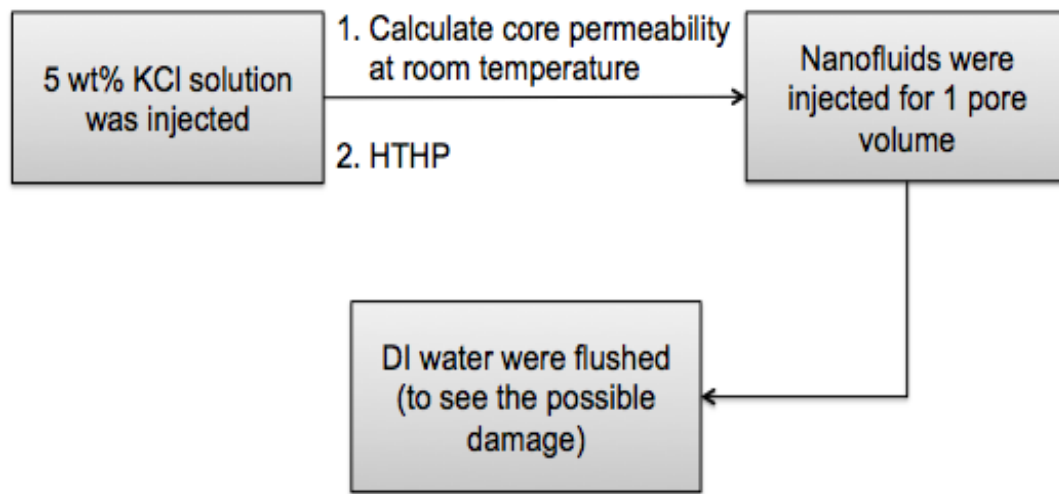 5 wt% KCl solution
was injected
1. Calculate core permeability
at room temperature
2. HTHP
Nanofluids were
injected for 1 pore
volume
DI water were flushed
(to see the possible
damage)